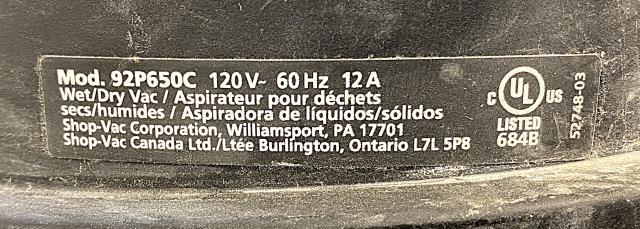 Mod. 92P650C 120 V~ 60 Hz 12 A
Wet/Dry Vac / Aspirateur pour déchets
secs/humides / Aspiradora de líquidos/sólidos
Shop-Vac Corporation, Williamsport, PA 17701
Shop-Vac Canada Ltd./Ltée Burlington, Ontario L7L 5P8
C UL US
LISTED
684B
52748-03